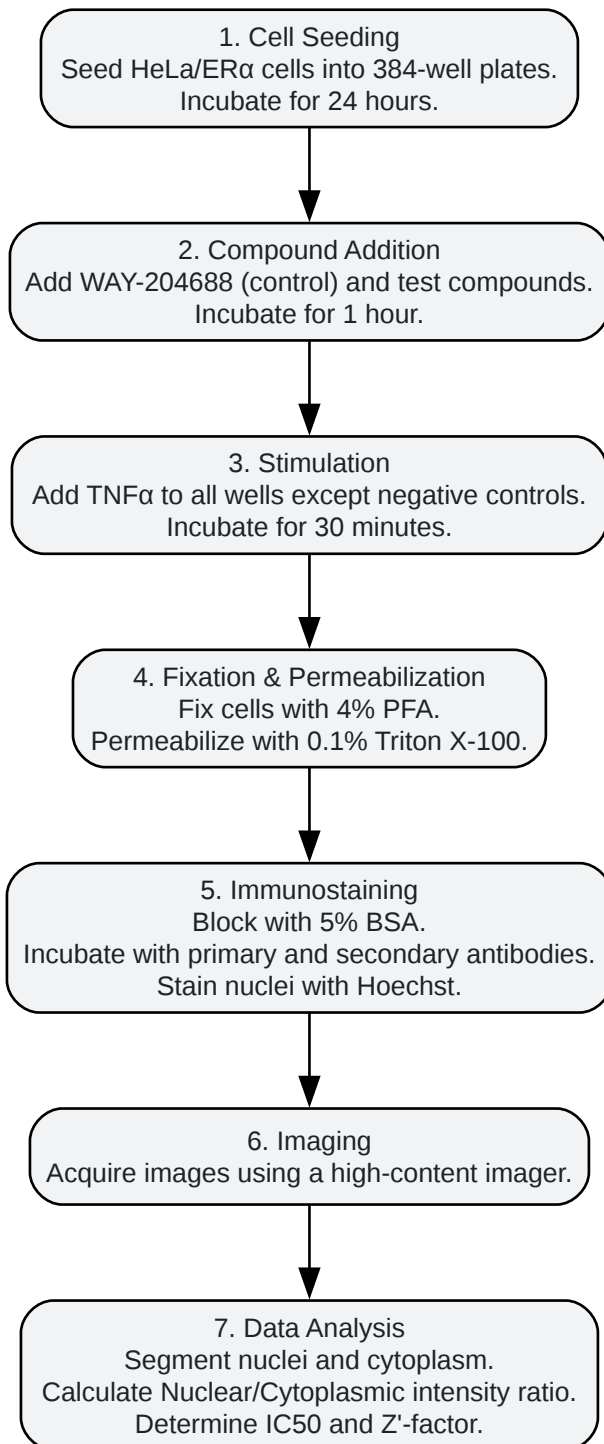 1. Cell Seeding
Seed HeLa/ERα cells into 384-well plates.
Incubate for 24 hours.
2. Compound Addition
Add WAY-204688 (control) and test compounds.
Incubate for 1 hour.
3. Stimulation
Add TNFα to all wells except negative controls.
Incubate for 30 minutes.
4. Fixation & Permeabilization
Fix cells with 4% PFA.
Permeabilize with 0.1% Triton X-100.
5. Immunostaining
Block with 5% BSA.
Incubate with primary and secondary antibodies.
Stain nuclei with Hoechst.
6. Imaging
Acquire images using a high-content imager.
7. Data Analysis
Segment nuclei and cytoplasm.
Calculate Nuclear/Cytoplasmic intensity ratio.
Determine IC50 and Z'-factor.